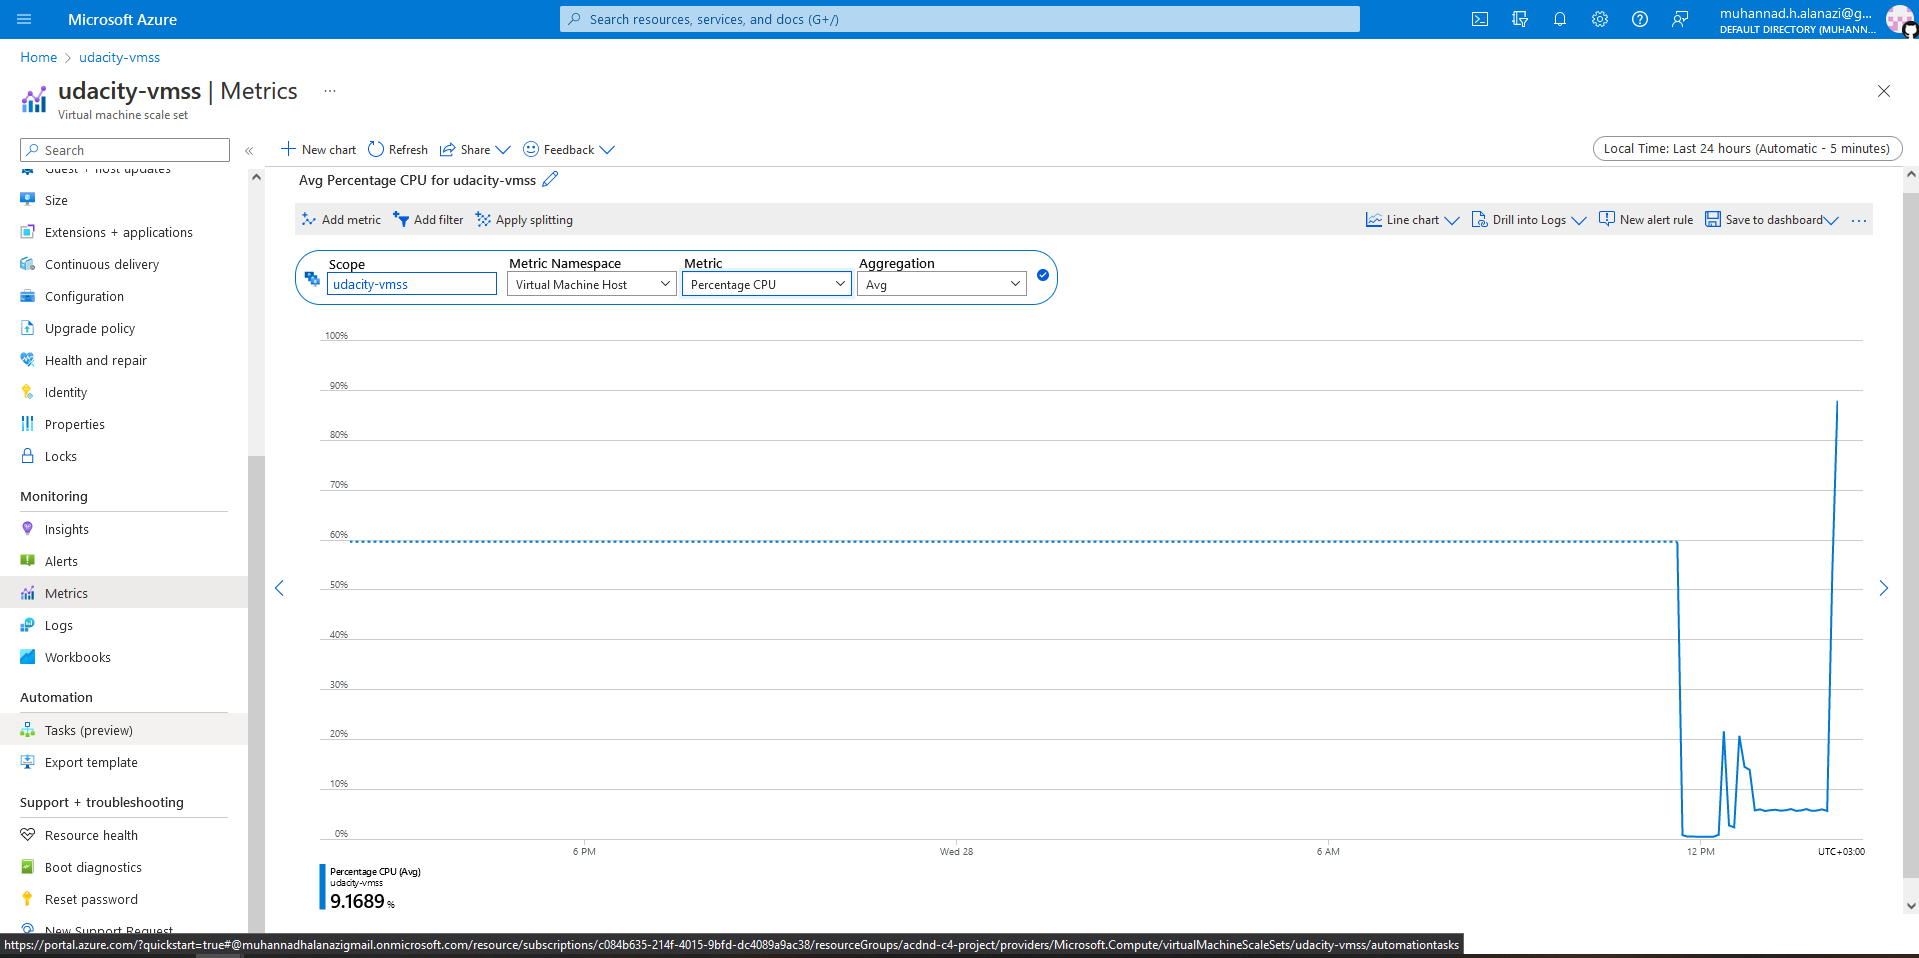 Microsoft Azure
Search resources, services, and docs (G+/)
muhannad.h.alanazi@g...
DEFAULT DIRECTORY (MUHANN...
Home > udacity-vmss
udacity-vmss | Metrics ...
Virtual machine scale set
Search
«
New chart
Refresh
Share
Feedback
Local Time: Last 24 hours (Automatic - 5 minutes)
Guest + host updates
Size
Extensions + applications
Continuous delivery
Configuration
Upgrade policy
Health and repair
Identity
Properties
Locks
Monitoring
Insights
Alerts
Metrics
Logs
Workbooks
Automation
Tasks (preview)
Export template
Support + troubleshooting
Resource health
Boot diagnostics
Reset password
New Support Request
Avg Percentage CPU for udacity-vmss
Add metric
Add filter
Apply splitting
Line chart
Drill into Logs
New alert rule
Save to dashboard
...
Scope
udacity-vmss
Metric Namespace
Virtual Machine Host
Metric
Percentage CPU
Aggregation
Avg
100%
90%
80%
70%
60%
50%
40%
30%
20%
10%
0%
6 PM
Wed 28
6 AM
12 PM
UTC+03:00
Percentage CPU (Avg)
udacity-vmss
9.1689 %
https://portal.azure.com/?quickstart=true#@muhannadhalanazigmail.onmicrosoft.com/resource/subscriptions/c084b635-214f-4015-9bfd-dc4089a9ac38/resourceGroups/acdnd-c4-project/providers/Microsoft.Compute/virtualMachineScaleSets/udacity-vmss/automationtasks